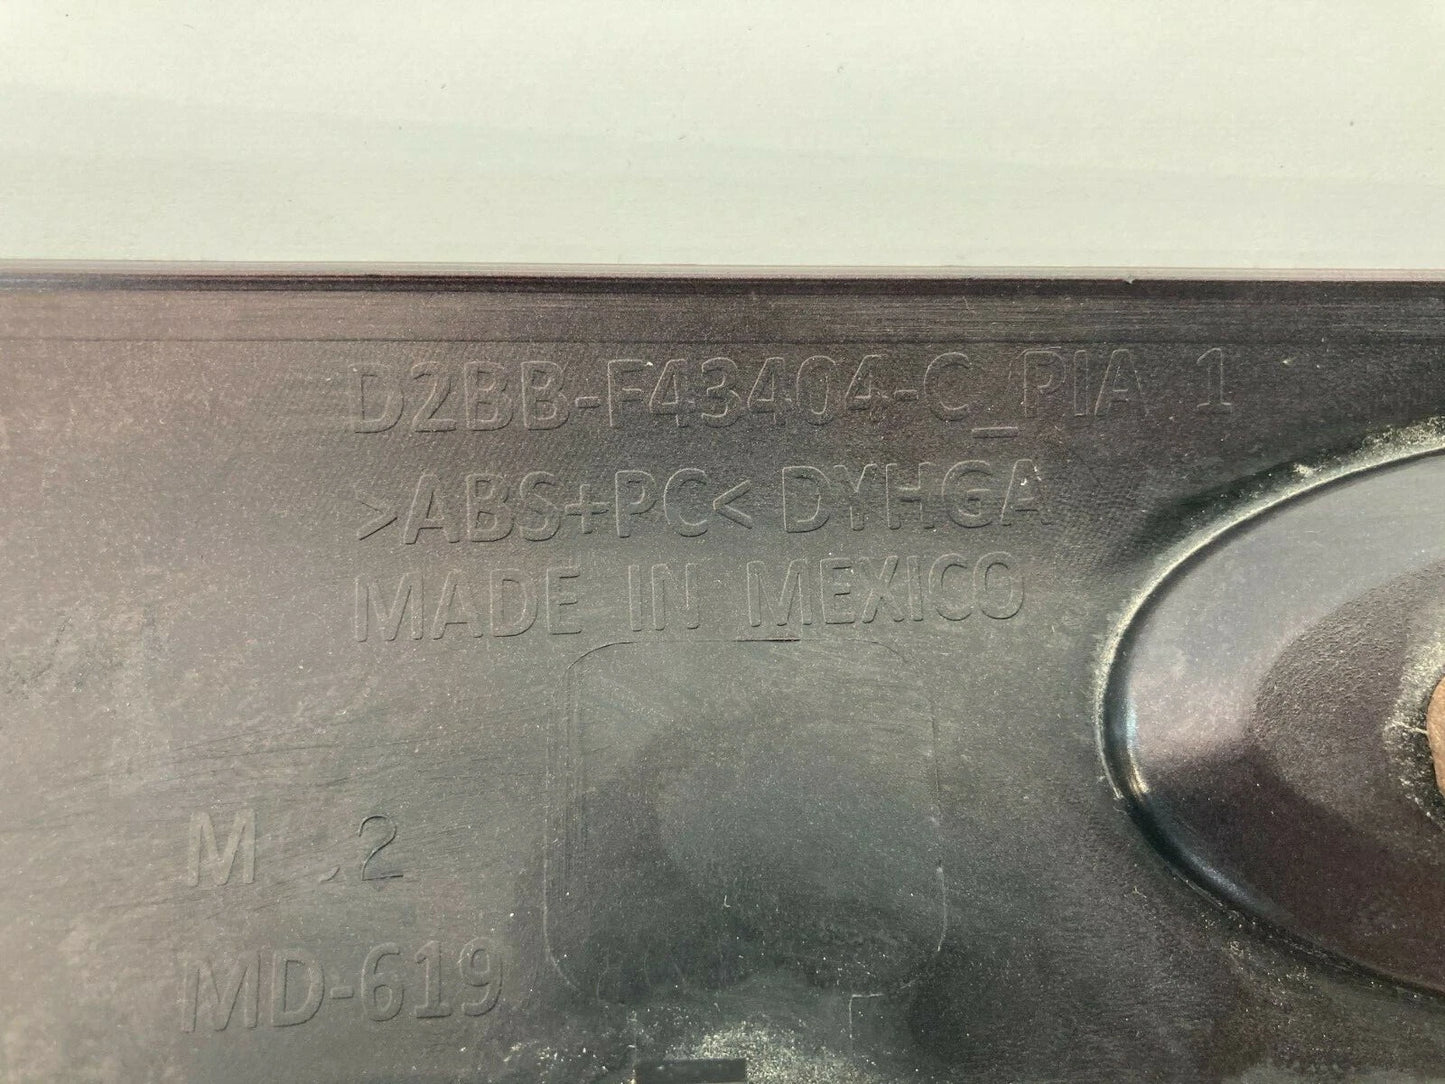 D2BB-F43404-C_PIA 1
>ABS+PC< DYHGA
MADE IN MEXICO
2
MD-619